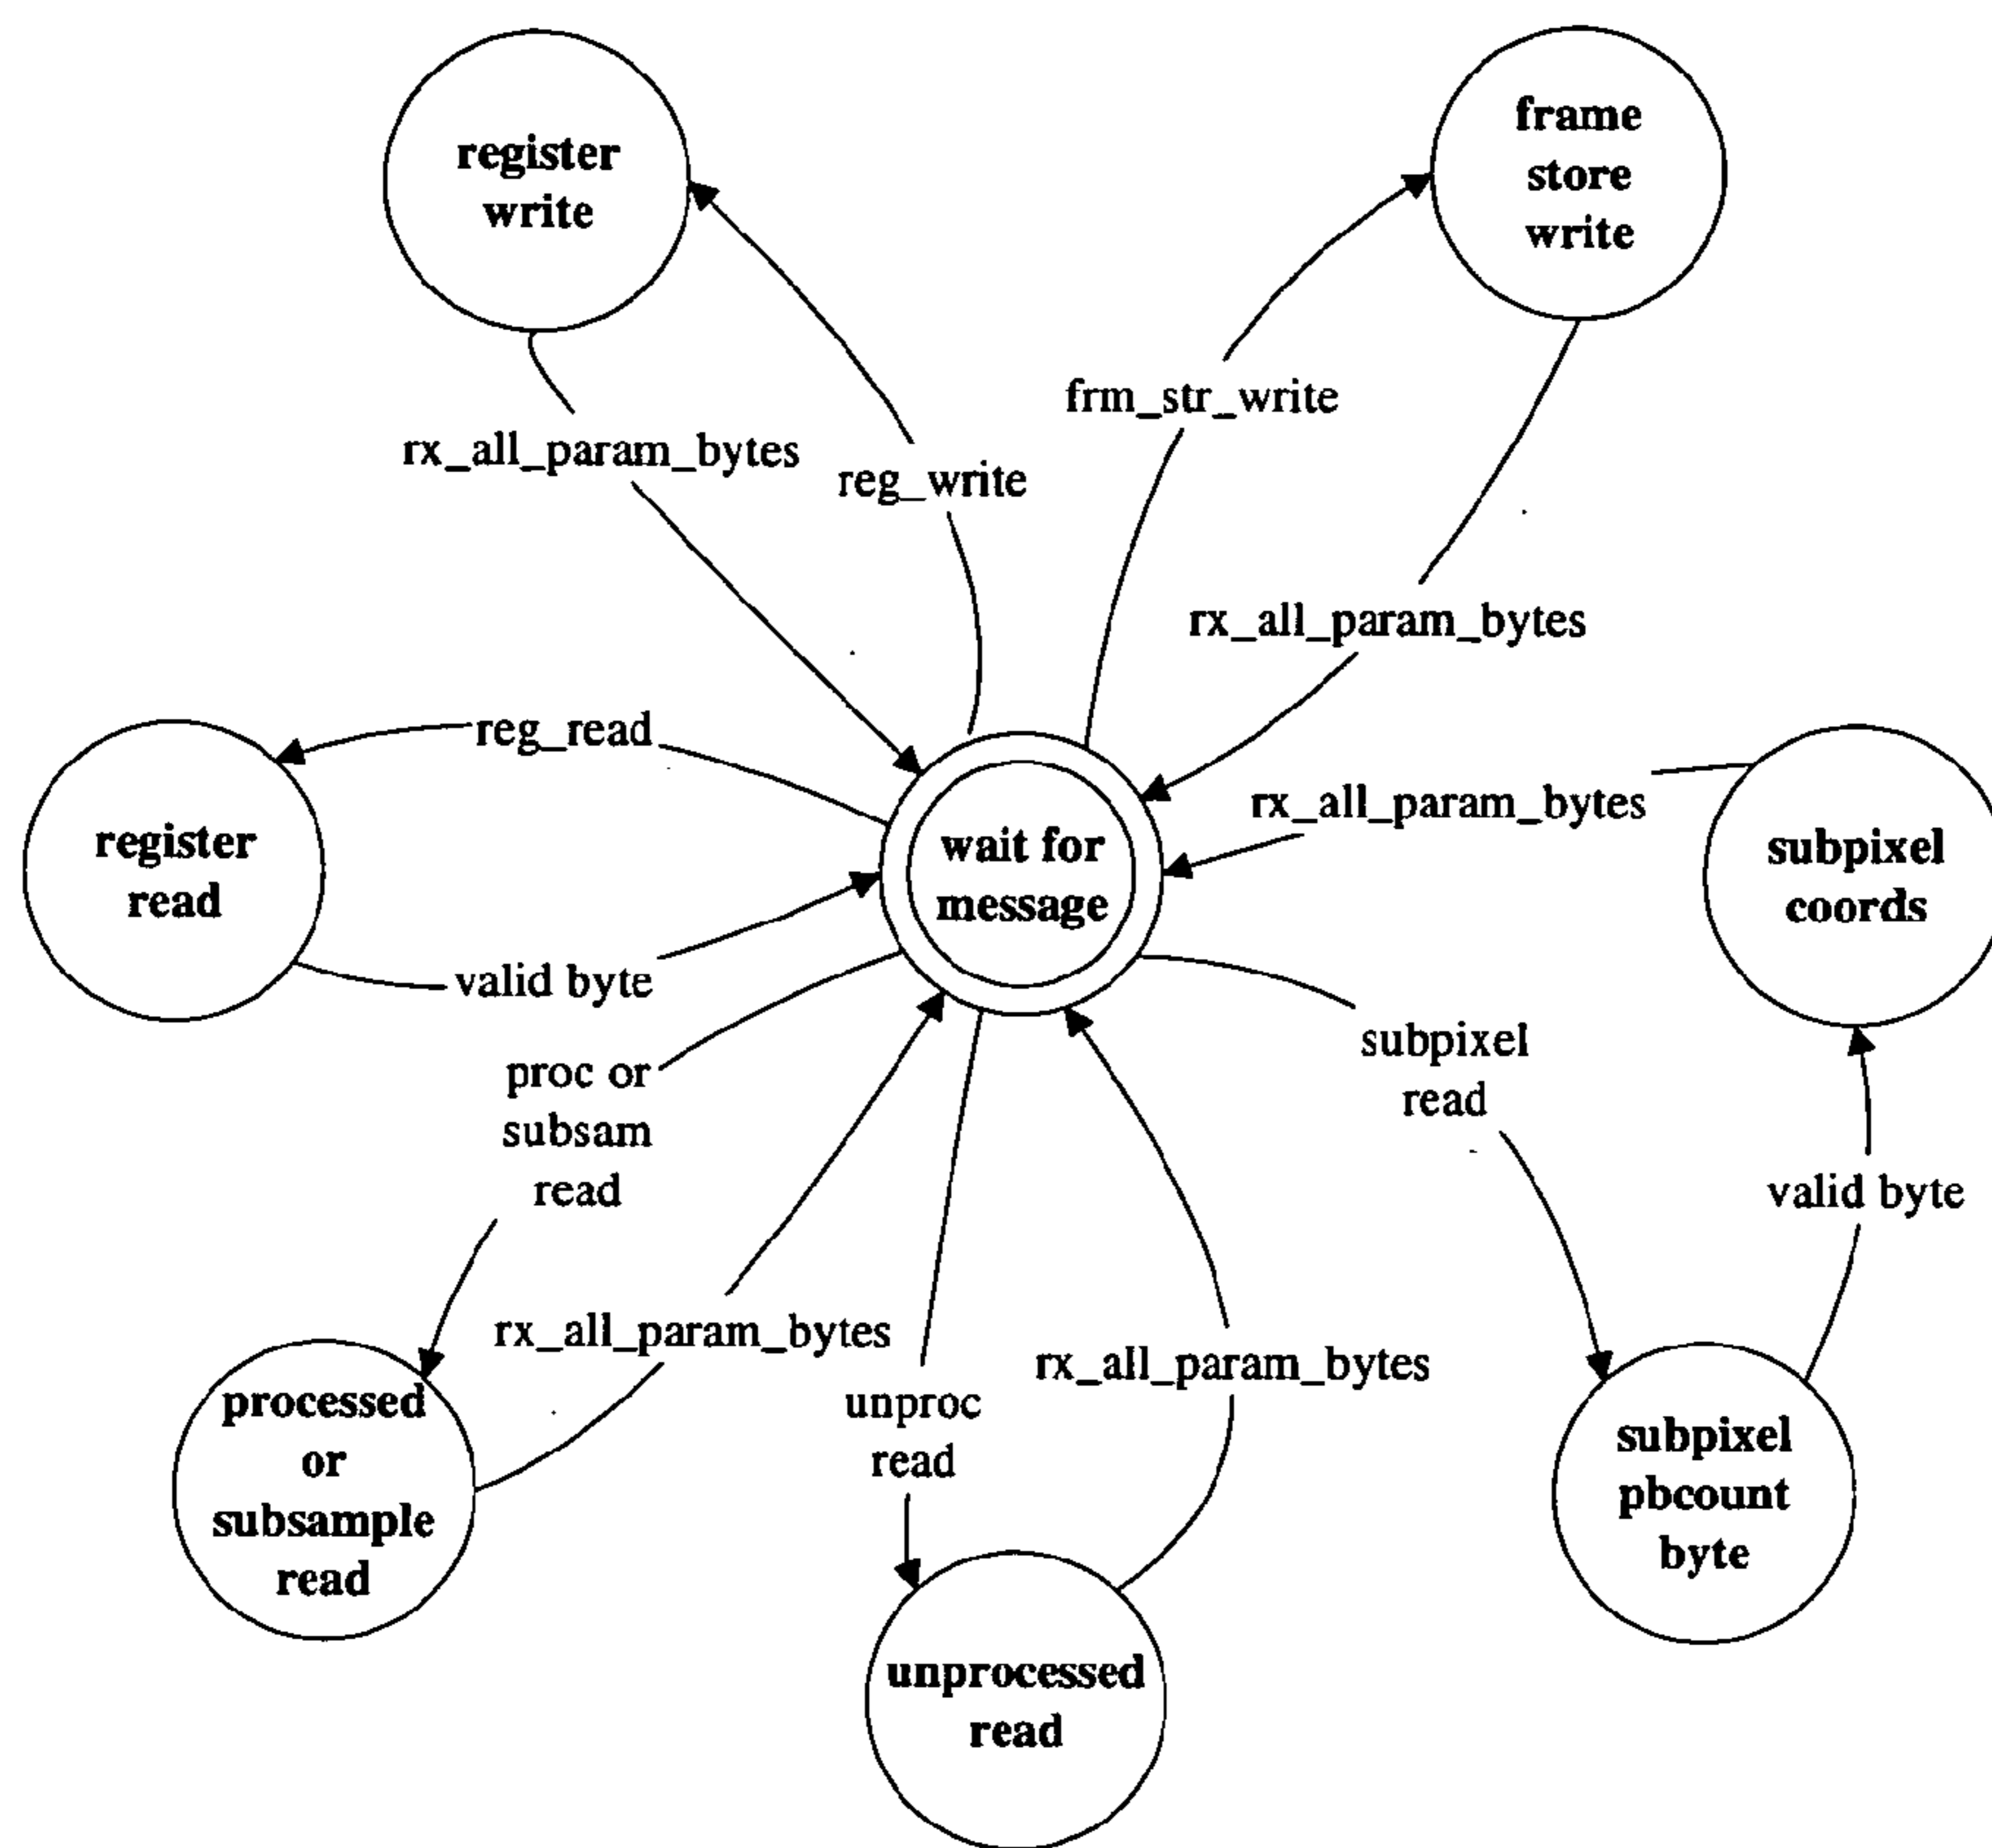 register
write
frame
store
write
frm_str_write
rx_all_param_bytes
reg_write
rx_all_param_bytes
reg_read
rx_all_param_bytes
register
read
wait for
message
subpixel
coords
valid byte
proc or
subsam
read
subpixel
read
valid byte
rx_all_param_bytes
rx_all_param_bytes
unproc
read
processed
or
subsample
read
subpixel
pbcount
byte
unprocessed
read